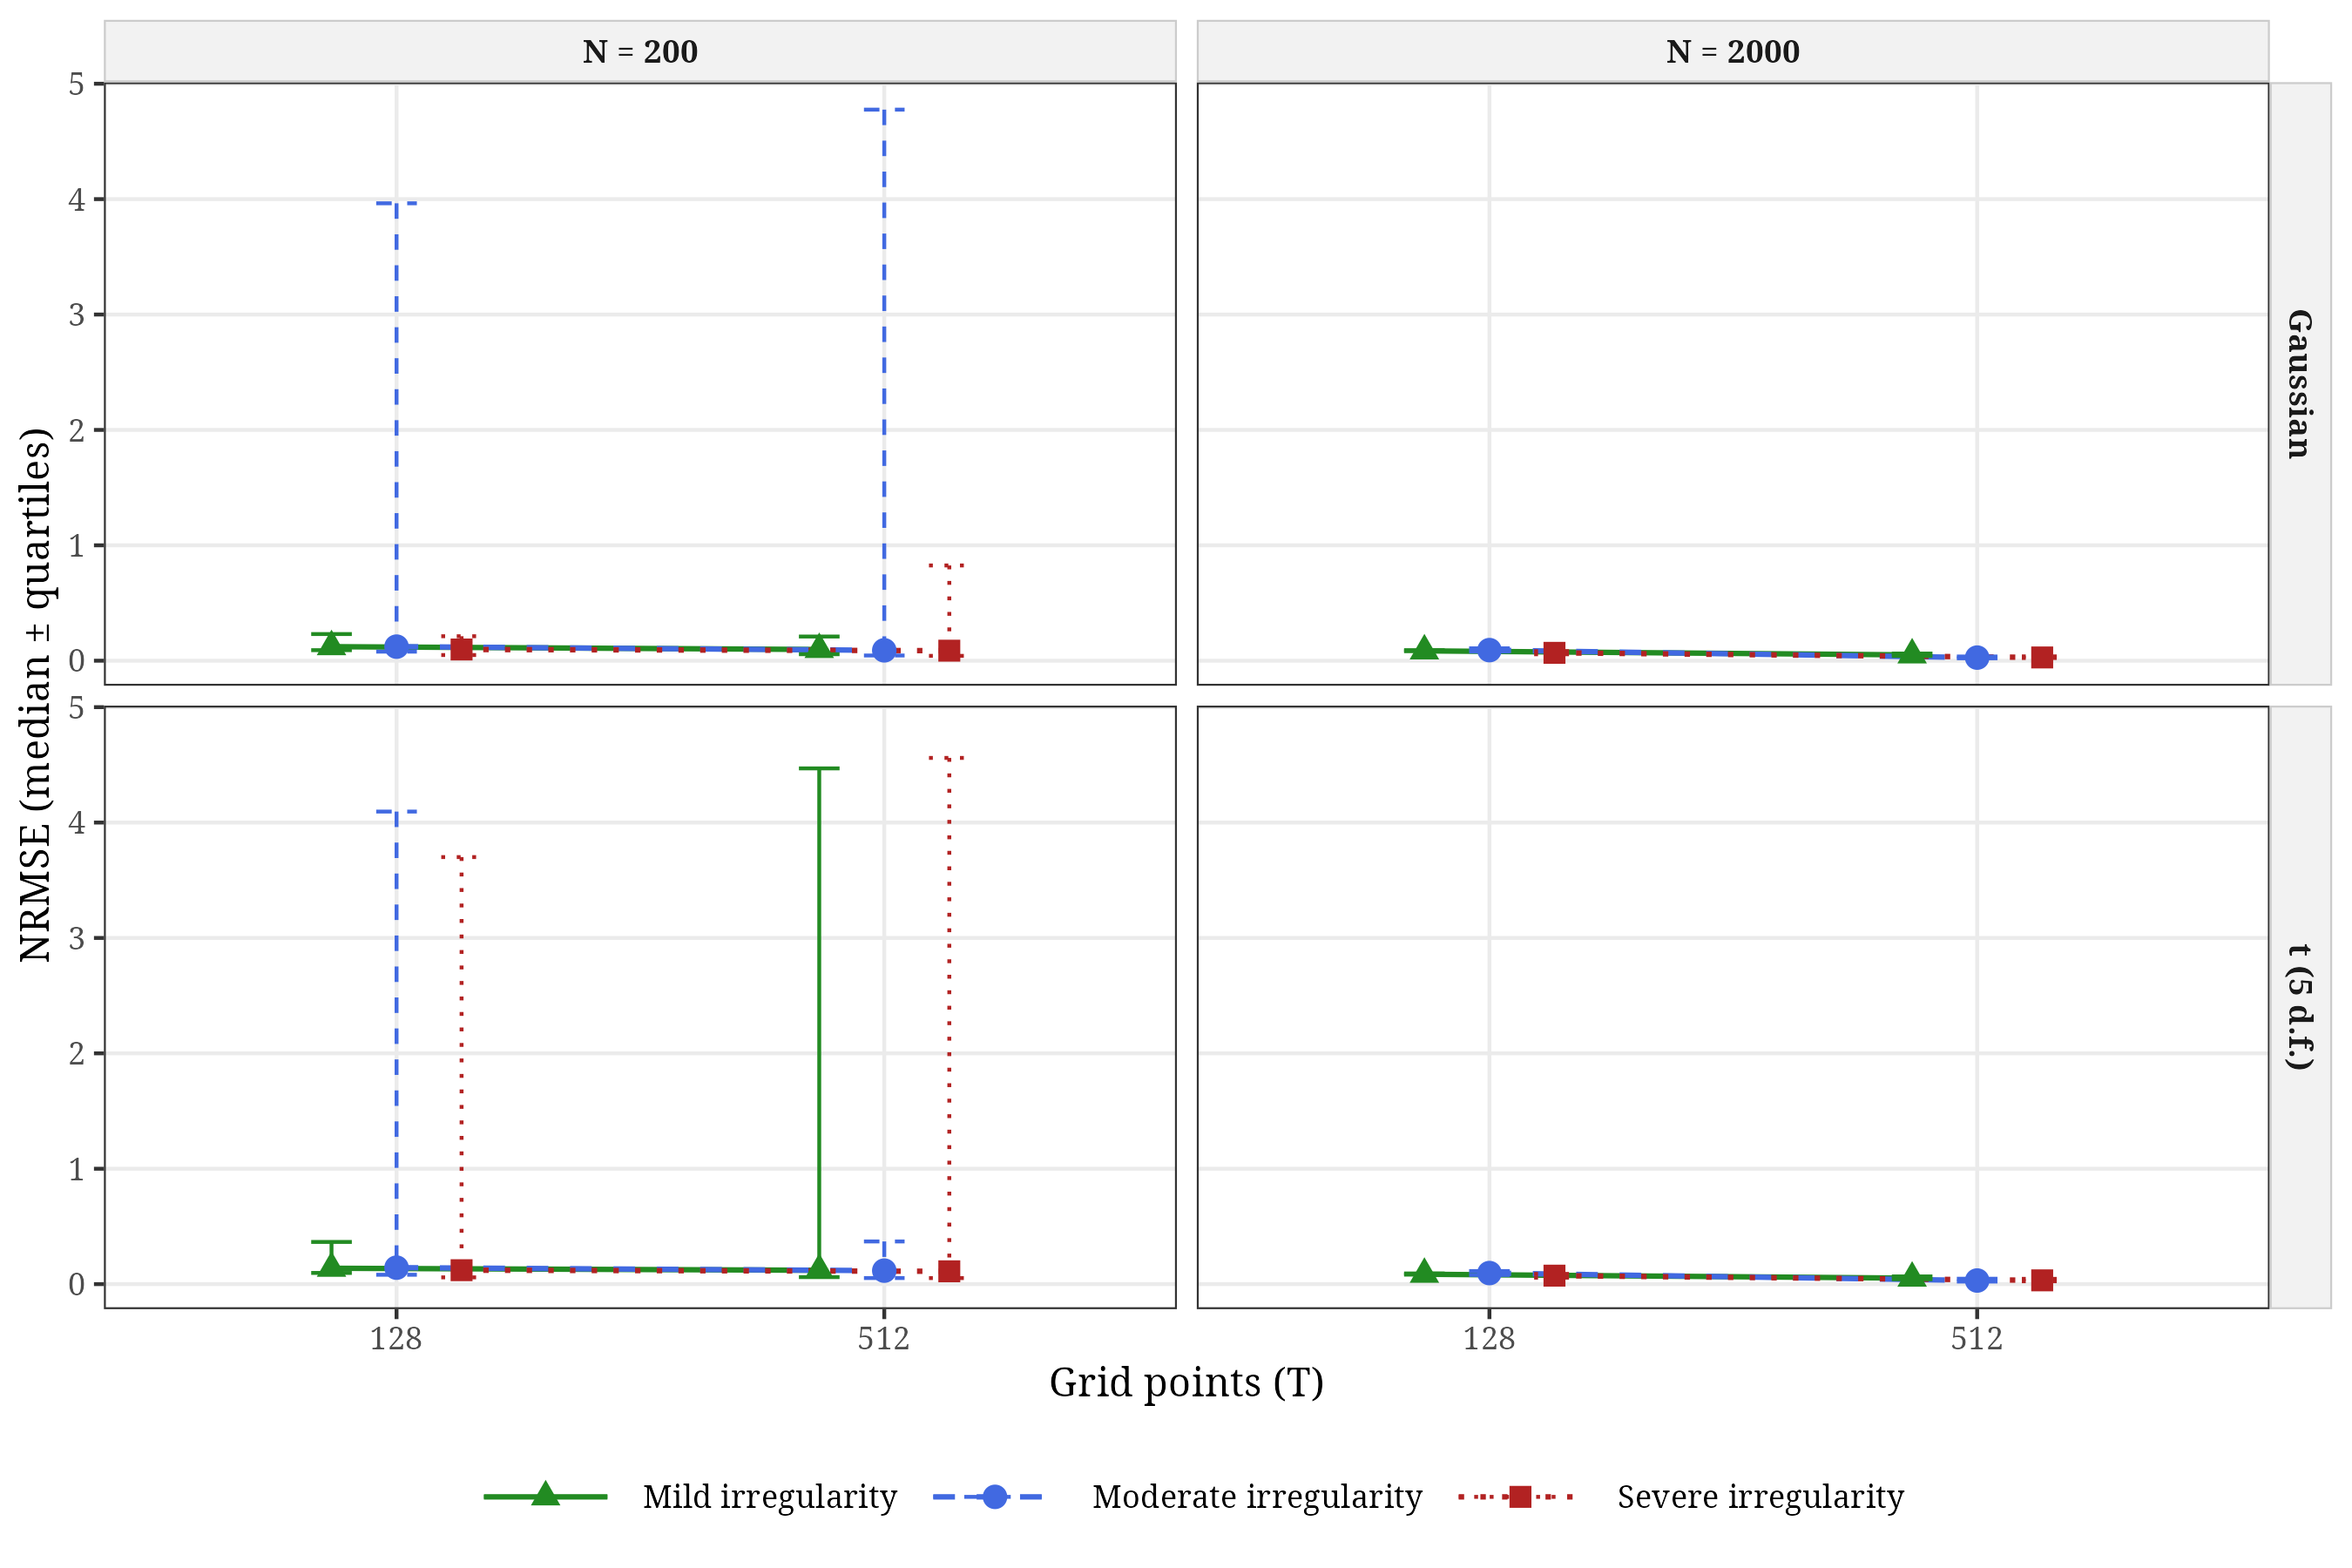 N = 200
N = 2000
NRMSE (median ± quartiles)
5
4
3
2
1
0
Gaussian
5
4
3
2
1
0
t (5 d.f.)
128
512
128
512
Grid points (T)
Mild irregularity
Moderate irregularity
Severe irregularity